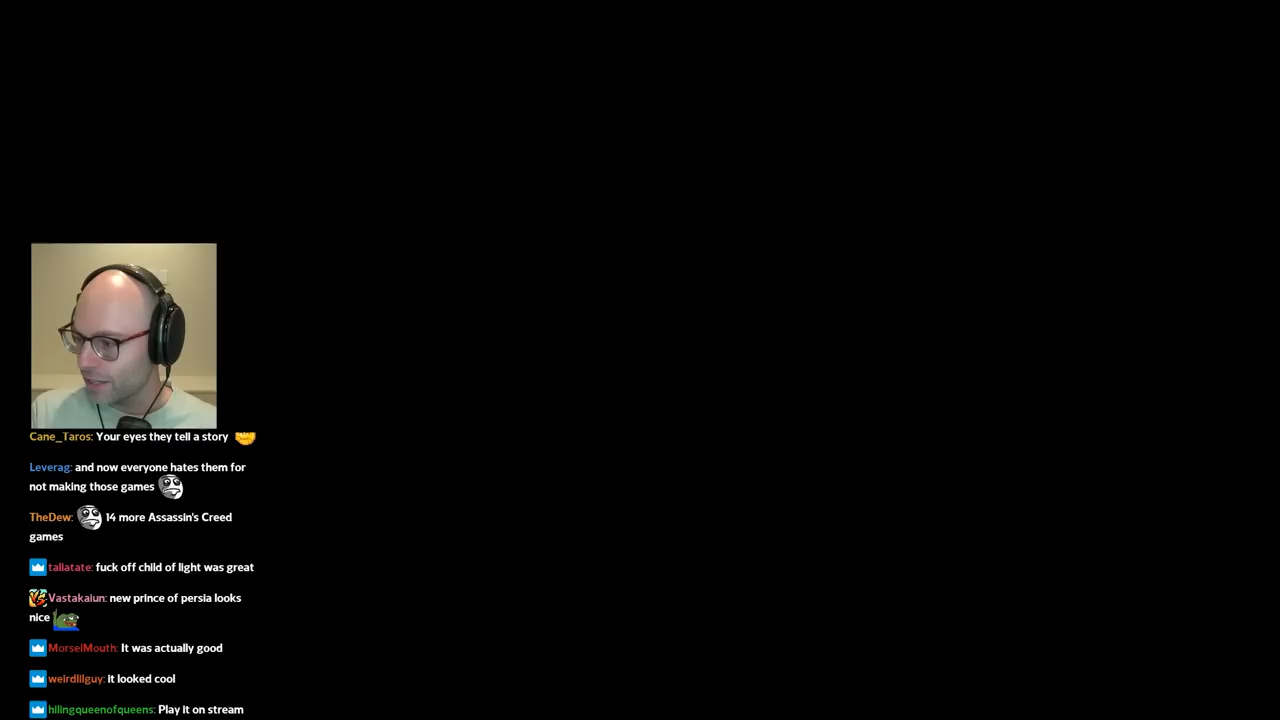 Cane_Taros: Your eyes they tell a story
Leverag: and now everyone hates them for
not making those games
TheDew: 14 more Assassin's Creed
games
tallatate: fuck off child of light was great
Vastakaiun: new prince of persia looks
nice
MorselMouth: It was actually good
weirdlilguy: it looked cool
hilingqueenofqueens: Play it on stream